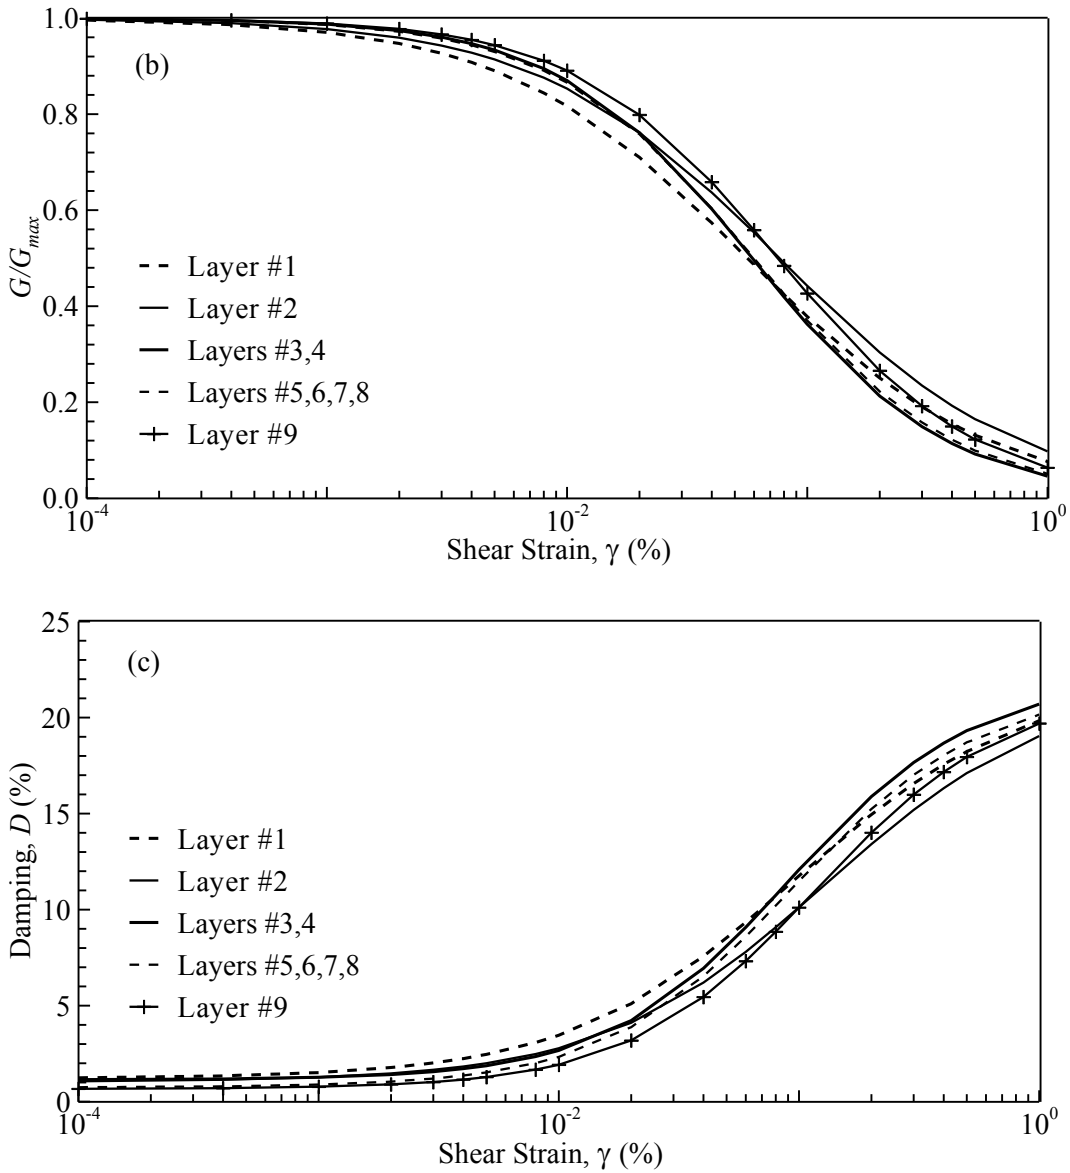 1.0
(b)
0.8
0.6
G/Gmax
Layer #1
Layer #2
0.4
Layers #3,4
Layers #5,6,7,8
0.2
Layer #9
0.0
10-4
10-2
100
Shear Strain, γ (%)
25
(c)
20
15
Damping, D (%)
Layer #1
Layer #2
10
Layers #3,4
Layers #5,6,7,8
5
Layer #9
0
10-4
10-2
100
Shear Strain, γ (%)